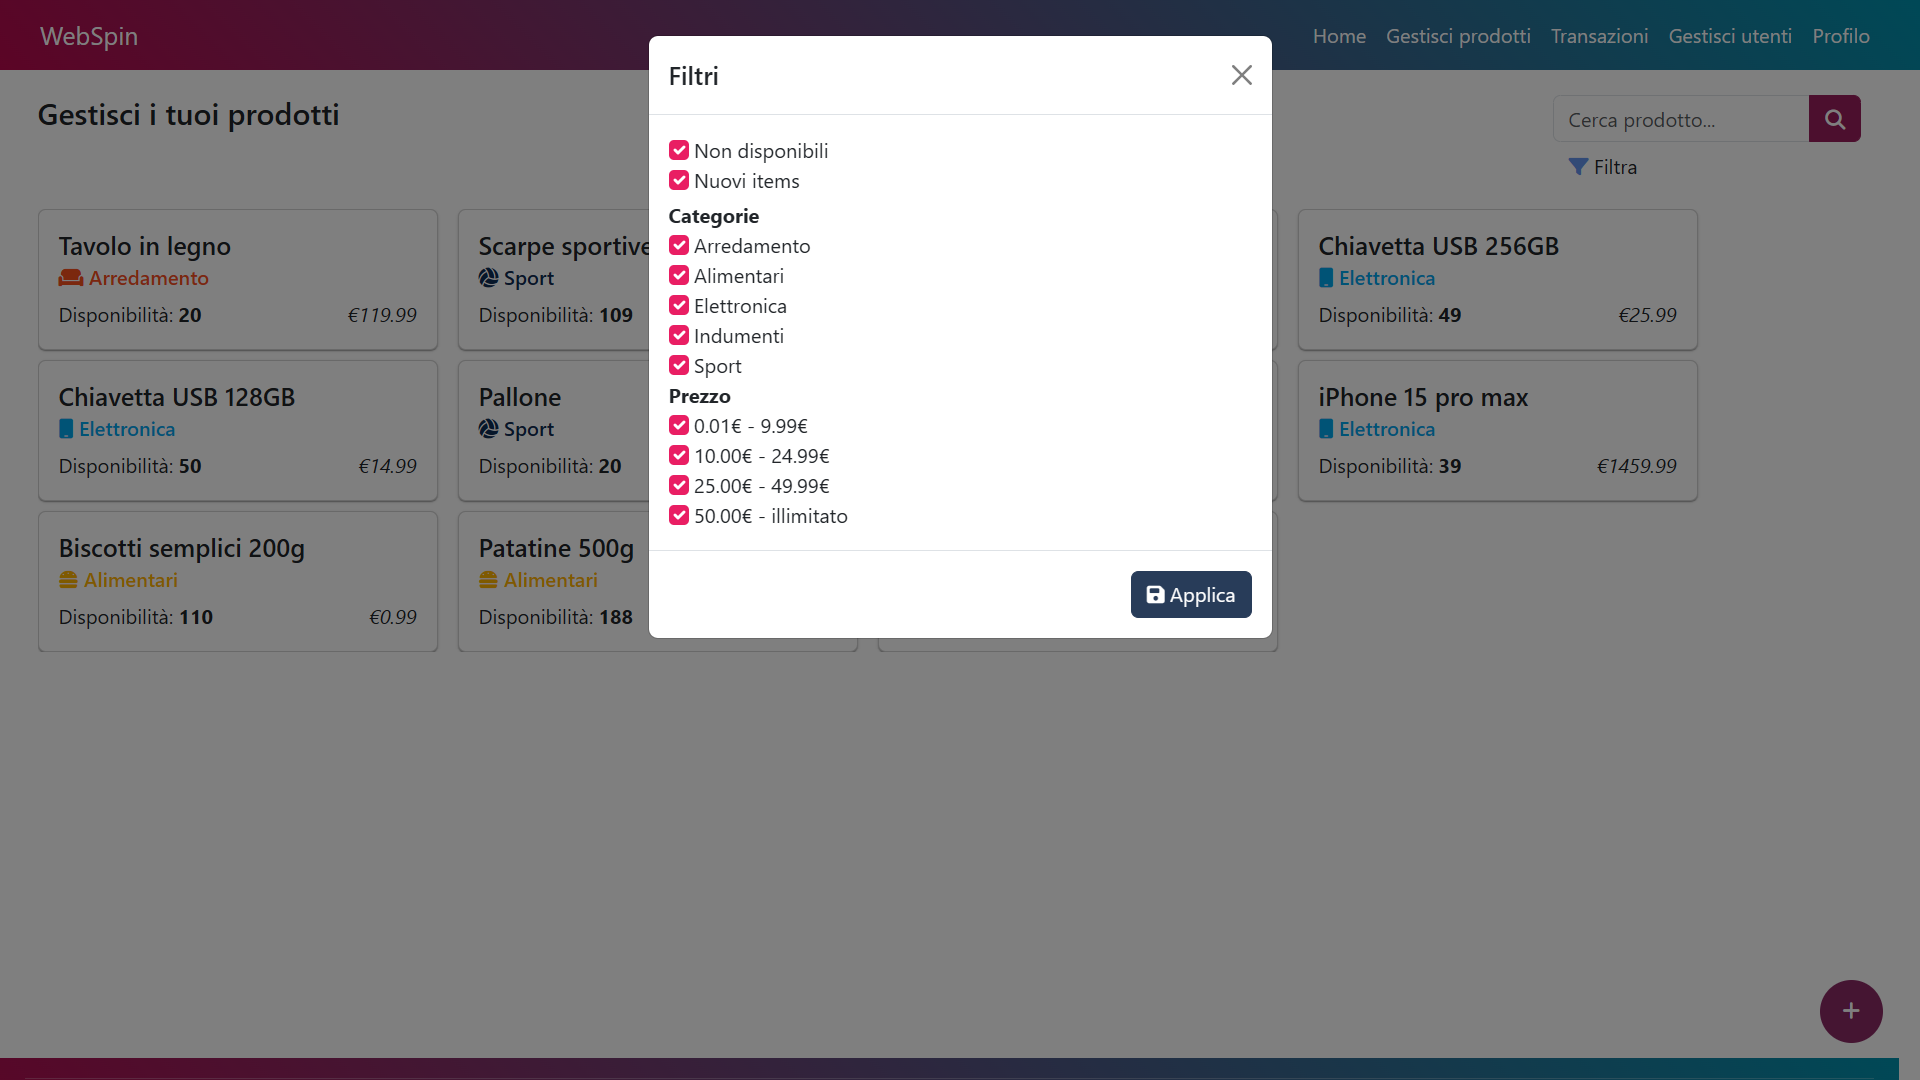 WebSpin
Home Gestisci prodotti Transazioni Gestisci utenti Profilo
Filtri
Non disponibili
Nuovi items
Categorie
Arredamento
Alimentari
Elettronica
Indumenti
Sport
Prezzo
0.01€ - 9.99€
10.00€ - 24.99€
25.00€ - 49.99€
50.00€ - illimitato
Applica
Gestisci i tuoi prodotti
Cerca prodotto...
Filtra
Tavolo in legno
Arredamento
Disponibilità: 20 €119.99
Scarpe sportive
Sport
Disponibilità: 109
Chiavetta USB 256GB
Elettronica
Disponibilità: 49 €25.99
Chiavetta USB 128GB
Elettronica
Disponibilità: 50 €14.99
Pallone
Sport
Disponibilità: 20
iPhone 15 pro max
Elettronica
Disponibilità: 39 €1459.99
Biscotti semplici 200g
Alimentari
Disponibilità: 110 €0.99
Patatine 500g
Alimentari
Disponibilità: 188